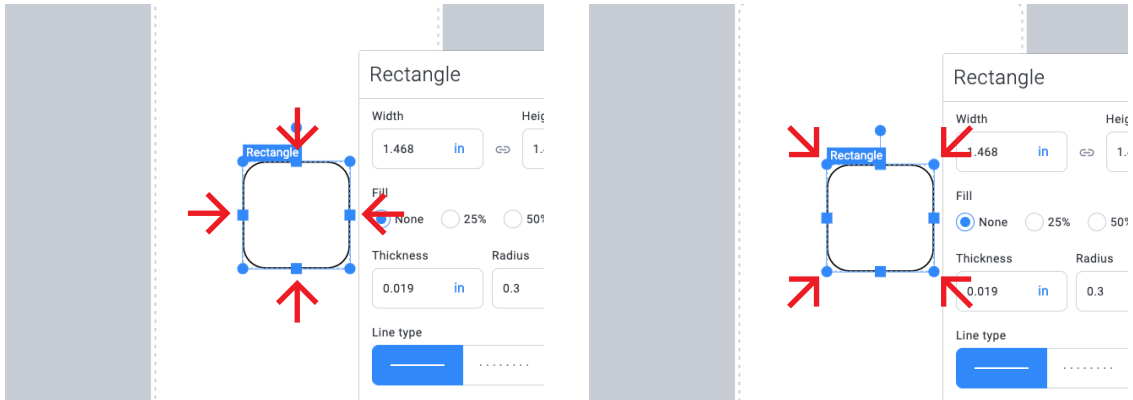 Rectangle
Width
Heig
1.468 in
1.
Rectangle
Fill
None 25% 50%
Thickness Radius
0.019 in 0.3
Line type
Rectangle
Width
Heig
1.468 in
1.
Rectangle
Fill
None 25% 50%
Thickness Radius
0.019 in 0.3
Line type